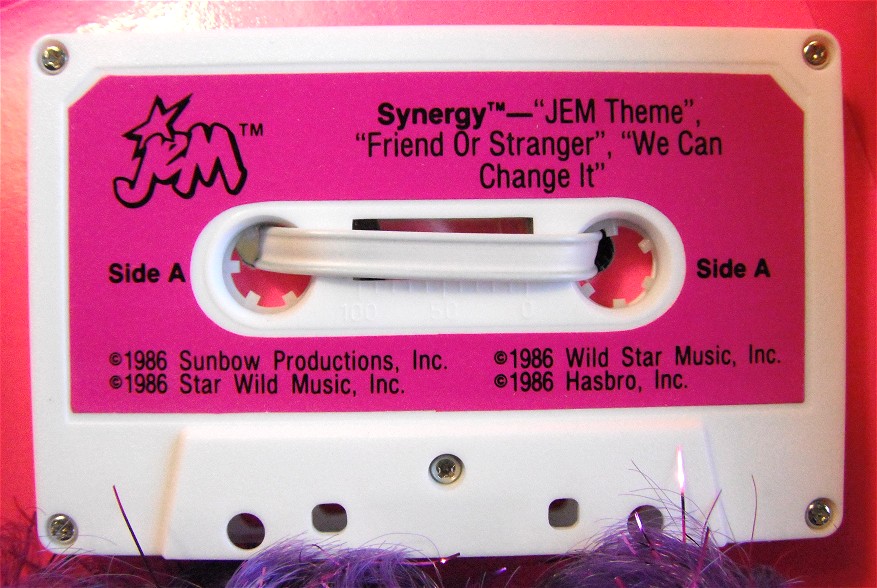 JEM™
Synergy™—“JEM Theme”,
“Friend Or Stranger”, “We Can
Change It”
Side A
Side A
100 50 0
©1986 Sunbow Productions, Inc.
©1986 Star Wild Music, Inc.
©1986 Wild Star Music, Inc.
©1986 Hasbro, Inc.